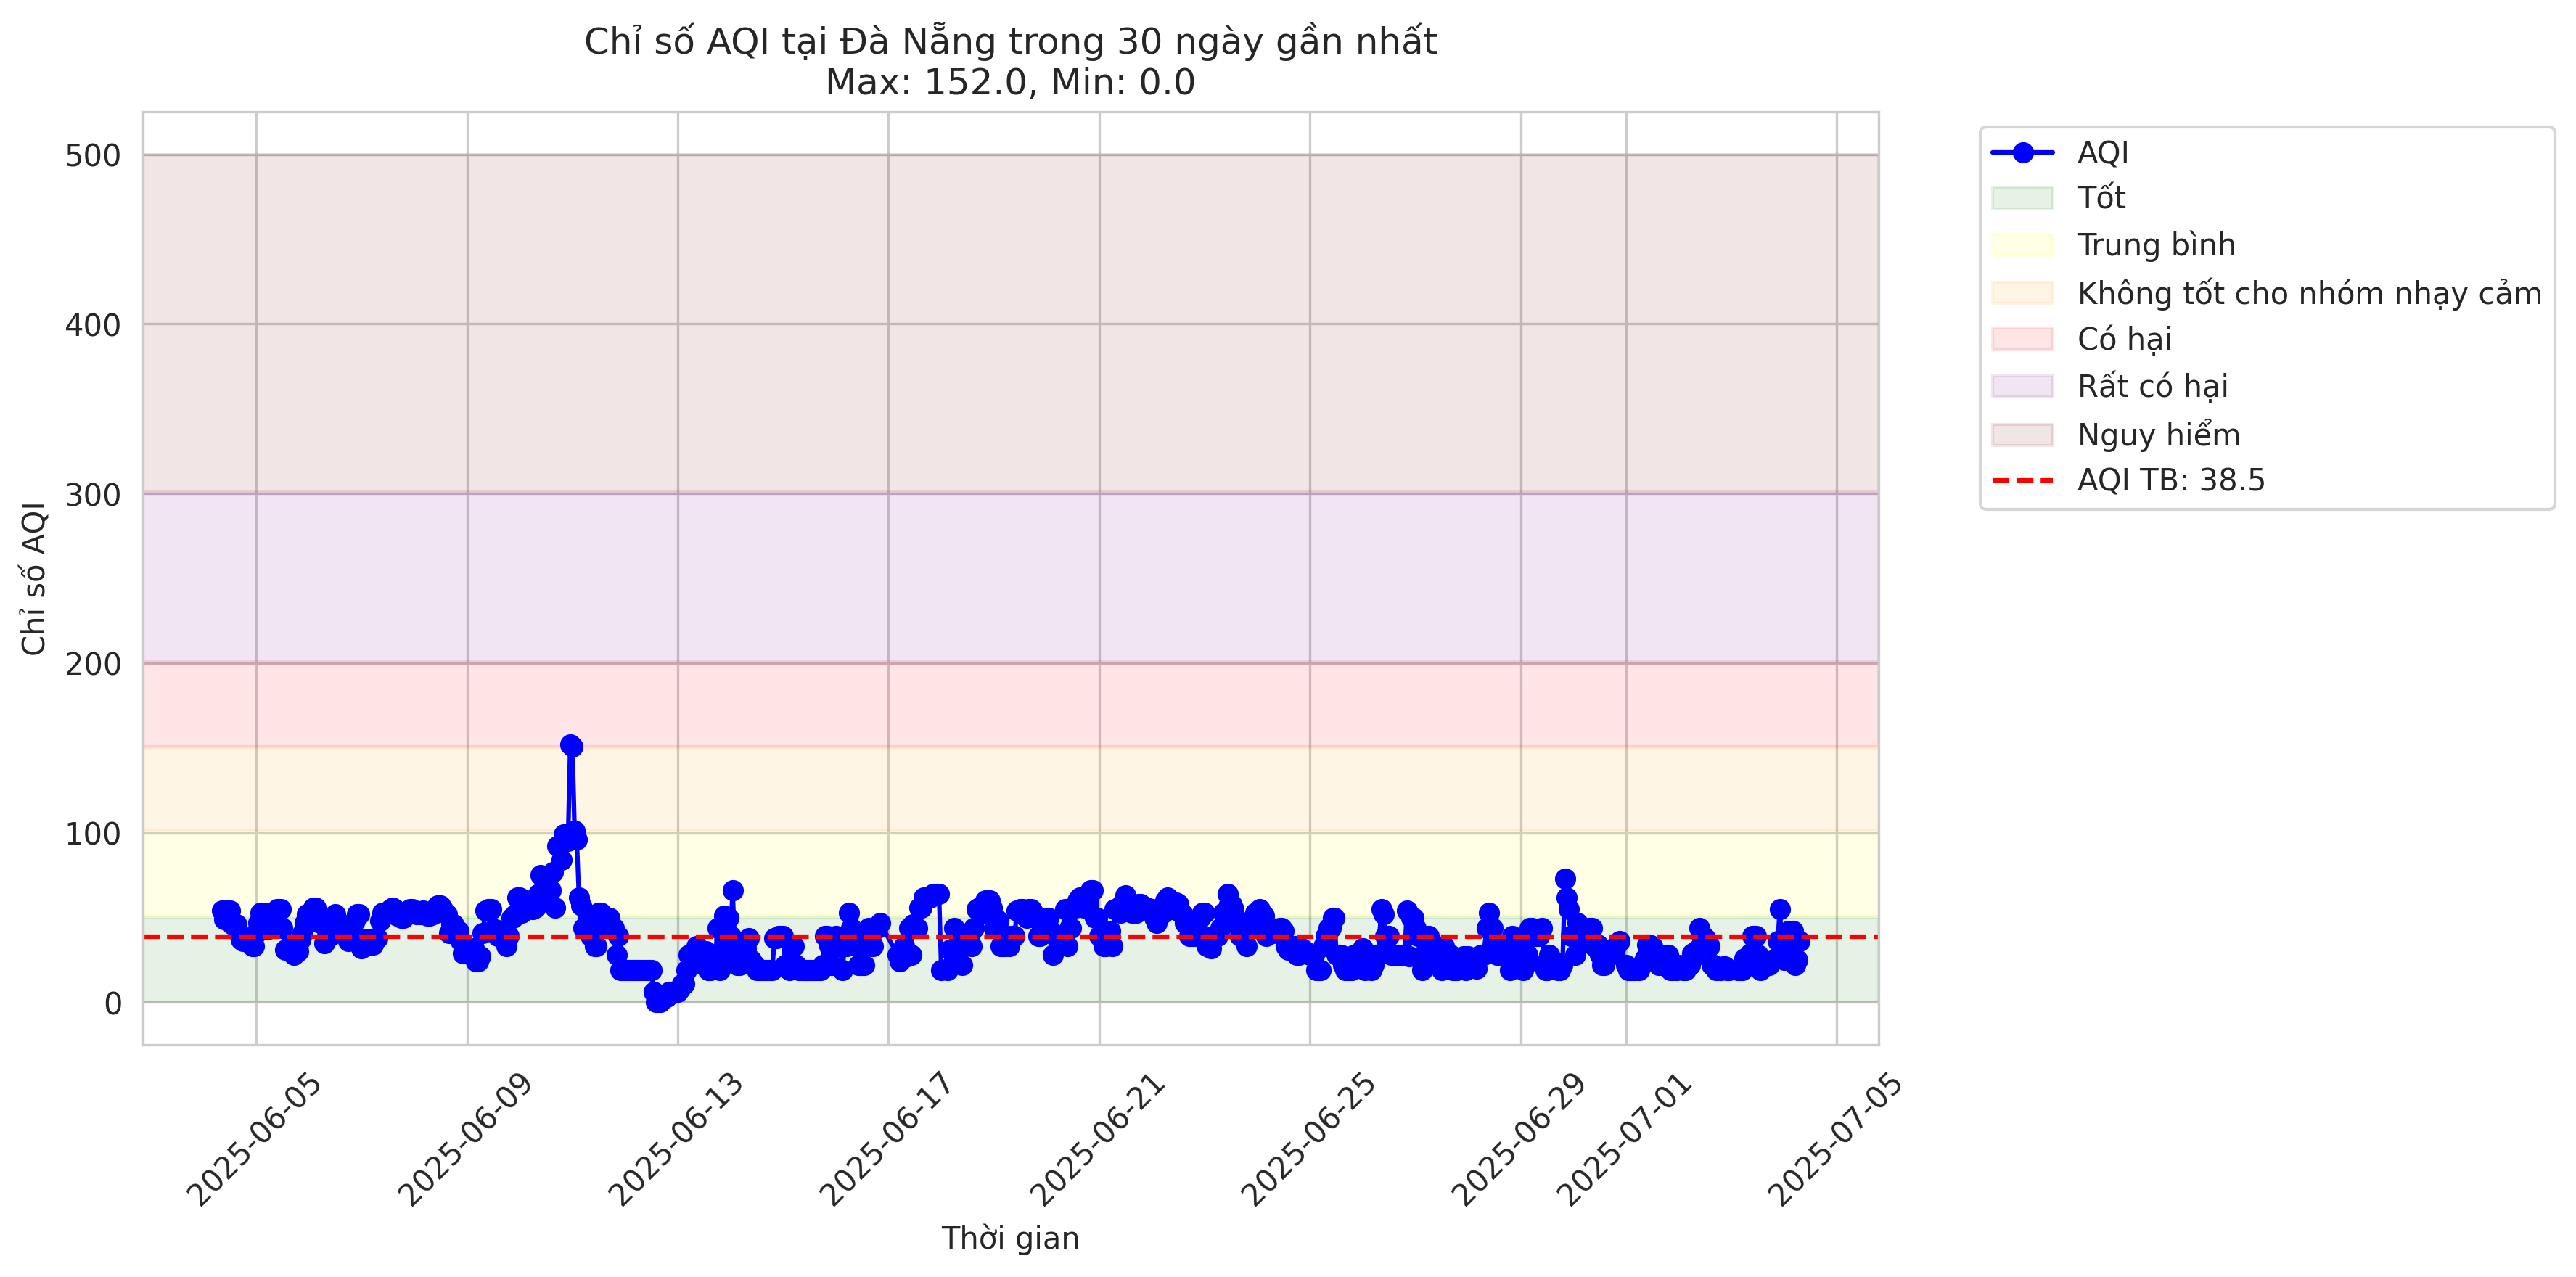 Chỉ số AQI tại Đà Nẵng trong 30 ngày gần nhất
Max: 152.0, Min: 0.0
Chỉ số AQI
500
400
300
200
100
0
2025-06-05
2025-06-09
2025-06-13
2025-06-17
2025-06-21
2025-06-25
2025-06-29
2025-07-01
2025-07-05
Thời gian
AQI
Tốt
Trung bình
Không tốt cho nhóm nhạy cảm
Có hại
Rất có hại
Nguy hiểm
AQI TB: 38.5